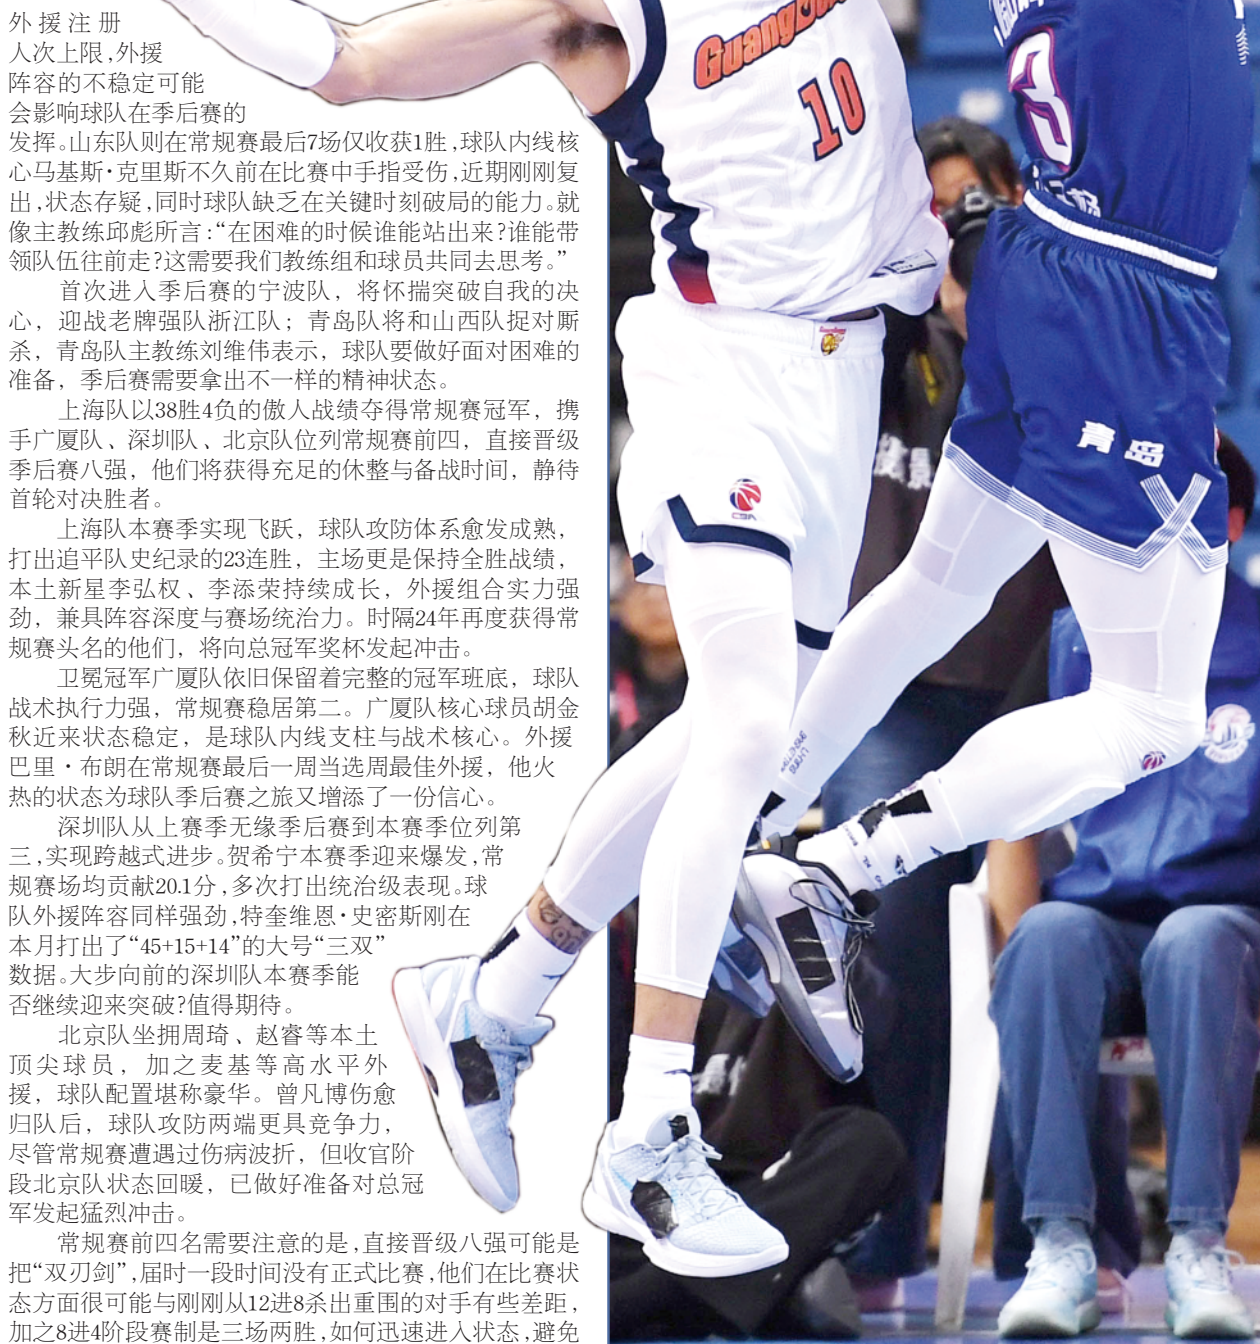 外援注册
人次上限,外援
阵容的不稳定可能
会影响球队在季后赛的
发挥。山东队则在常规赛最后7场仅收获1胜,球队内线核
心马基斯·克里斯不久前在比赛中手指受伤,近期刚刚复
出,状态存疑,同时球队缺乏在关键时刻破局的能力。就
像主教练邱彪所言:“在困难的时候谁能站出来?谁能带
领队伍往前走?这需要我们教练组和球员共同去思考。”
首次进入季后赛的宁波队，将怀揣突破自我的决
心，迎战老牌强队浙江队；青岛队将和山西队捉对厮
杀，青岛队主教练刘维伟表示，球队要做好面对困难的
准备，季后赛需要拿出不一样的精神状态。
上海队以38胜4负的傲人战绩夺得常规赛冠军，携
手广厦队、深圳队、北京队位列常规赛前四，直接晋级
季后赛八强，他们将获得充足的休整与备战时间，静待
首轮对决胜者。
上海队本赛季实现飞跃，球队攻防体系愈发成熟，
打出追平队史纪录的23连胜，主场更是保持全胜战绩，
本土新星李弘权、李添荣持续成长，外援组合实力强
劲，兼具阵容深度与赛场统治力。时隔24年再度获得常
规赛头名的他们，将向总冠军奖杯发起冲击。
卫冕冠军广厦队依旧保留着完整的冠军班底，球队
战术执行力强，常规赛稳居第二。广厦队核心球员胡金
秋近来状态稳定，是球队内线支柱与战术核心。外援
巴里·布朗在常规赛最后一周当选周最佳外援，他火
热的状态为球队季后赛之旅又增添了一份信心。
深圳队从上赛季无缘季后赛到本赛季位列第
三,实现跨越式进步。贺希宁本赛季迎来爆发,常
规赛场均贡献20.1分,多次打出统治级表现。球
队外援阵容同样强劲,特奎维恩·史密斯刚在
本月打出了“45+15+14”的大号“三双”
数据。大步向前的深圳队本赛季能
否继续迎来突破?值得期待。
北京队坐拥周琦、赵睿等本土
顶尖球员，加之麦基等高水平外
援，球队配置堪称豪华。曾凡博伤愈
归队后，球队攻防两端更具竞争力，
尽管常规赛遭遇过伤病波折，但收官阶
段北京队状态回暖，已做好准备对总冠
军发起猛烈冲击。
常规赛前四名需要注意的是,直接晋级八强可能是
把“双刃剑”,届时一段时间没有正式比赛,他们在比赛状
态方面很可能与刚刚从12进8杀出重围的对手有些差距,
加之8进4阶段赛制是三场两胜,如何迅速进入状态,避免
10
3
青岛
CBA